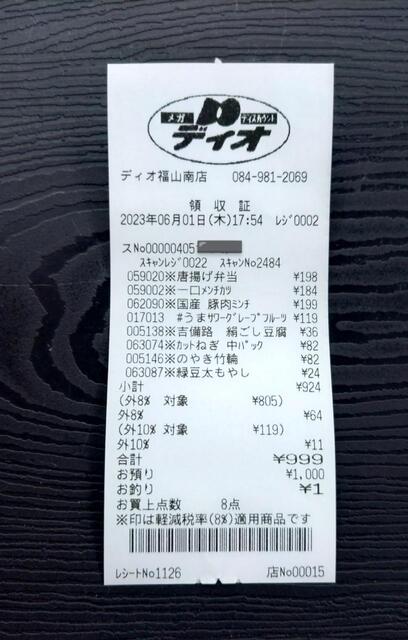 メガ ディスカウント
ディオ
ディオ福山南店 084-981-2069
領 収 証
2023年06月01日(木)17:54 レジ0002
スNo00000405
スキャンレジ0022 スキャンNo2484
059020※唐揚げ弁当 ¥198
059002※一口メンチカツ ¥184
062090※国産 豚肉ミンチ ¥199
017013 #うまサワーグレープフルーツ ¥119
005138※吉備路 絹ごし豆腐 ¥36
063074※カットねぎ 中パック ¥82
005146※のやき竹輪 ¥82
063087※緑豆太もやし ¥24
小計 ¥924
(外8% 対象 ¥805)
外8% ¥64
(外10% 対象 ¥119)
外10% ¥11
合計 ¥999
お預り ¥1,000
お釣り ¥1
お買上点数 8点
※印は軽減税率(8%)適用商品です
レシートNo1126 店No00015